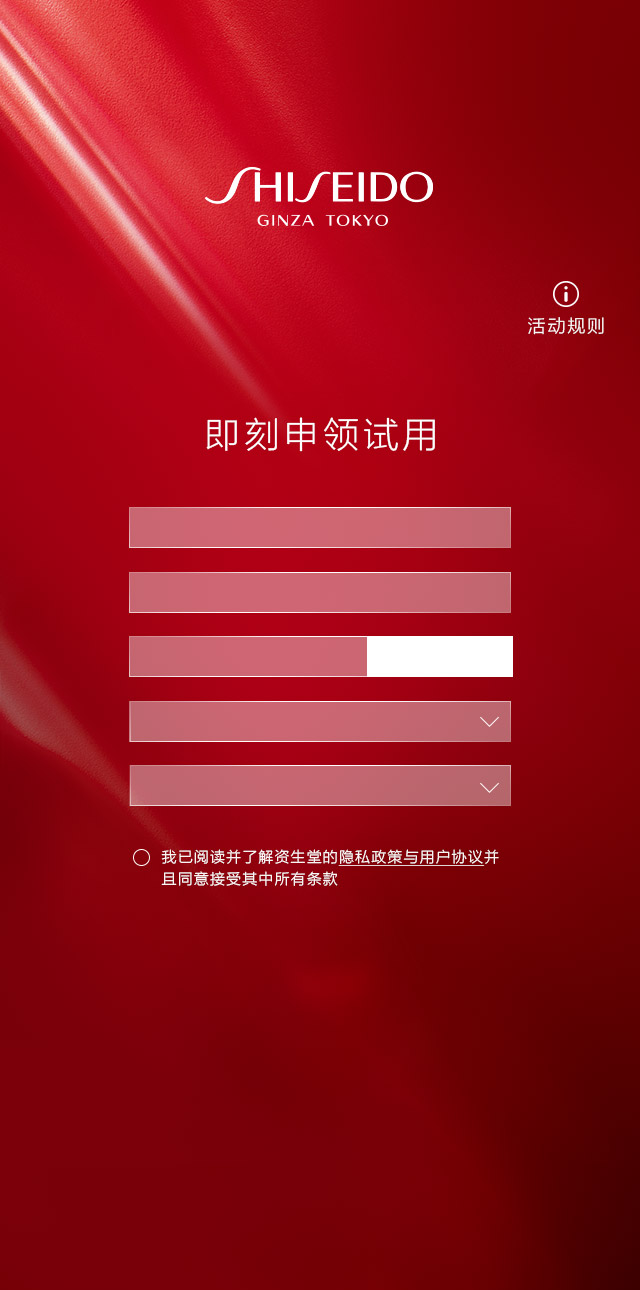 SHISEIDO
GINZA TOKYO
活动规则
即刻申领试用
我已阅读并了解资生堂的隐私政策与用户协议并
且同意接受其中所有条款